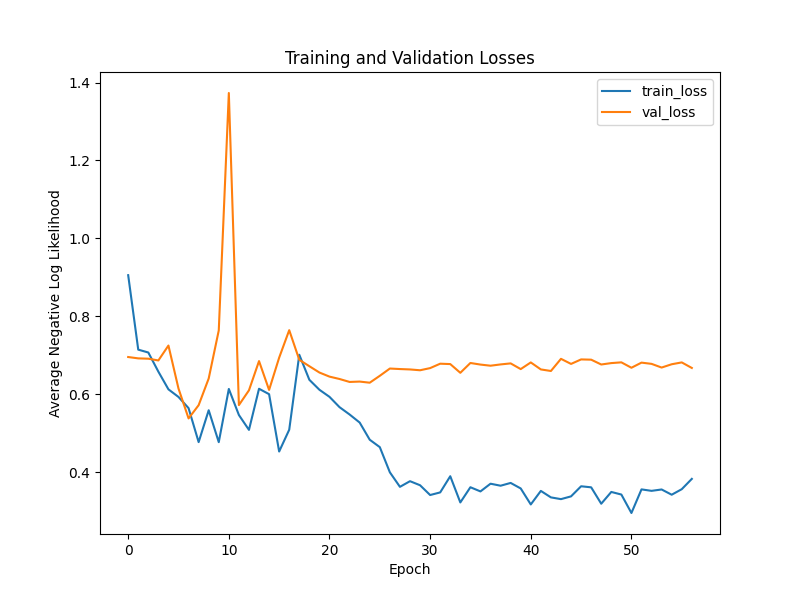 Training and Validation Losses
train_loss
val_loss
1.4
1.2
1.0
0.8
0.6
0.4
Average Negative Log Likelihood
0
10
20
30
40
50
Epoch